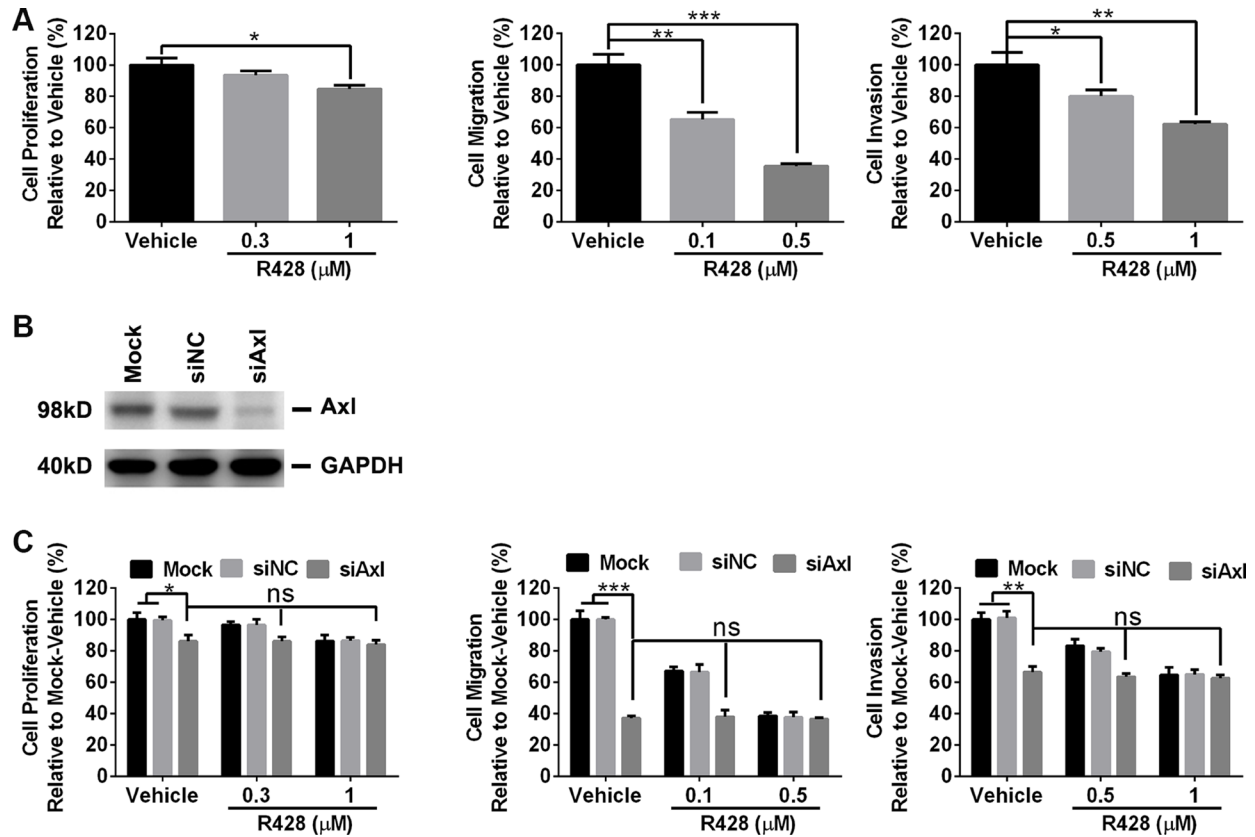 A
Cell Proliferation
Relative to Vehicle (%)
120
100
80
60
40
20
0
*
Vehicle 0.3 1
R428 (μM)
Cell Migration
Relative to Vehicle (%)
120
100
80
60
40
20
0
***
**
Vehicle 0.1 0.5
R428 (μM)
Cell Invasion
Relative to Vehicle (%)
120
100
80
60
40
20
0
**
*
Vehicle 0.5 1
R428 (μM)
B
Mock siNC siAxl
98kD Axl
40kD GAPDH
C
Cell Proliferation
Relative to Mock-Vehicle (%)
Mock siNC siAxl
120
100
80
60
40
20
0
*
ns
Vehicle 0.3 1
R428 (μM)
Cell Migration
Relative to Mock-Vehicle (%)
Mock siNC siAxl
120
100
80
60
40
20
0
***
ns
Vehicle 0.1 0.5
R428 (μM)
Cell Invasion
Relative to Mock-Vehicle (%)
Mock siNC siAxl
120
100
80
60
40
20
0
**
ns
Vehicle 0.5 1
R428 (μM)